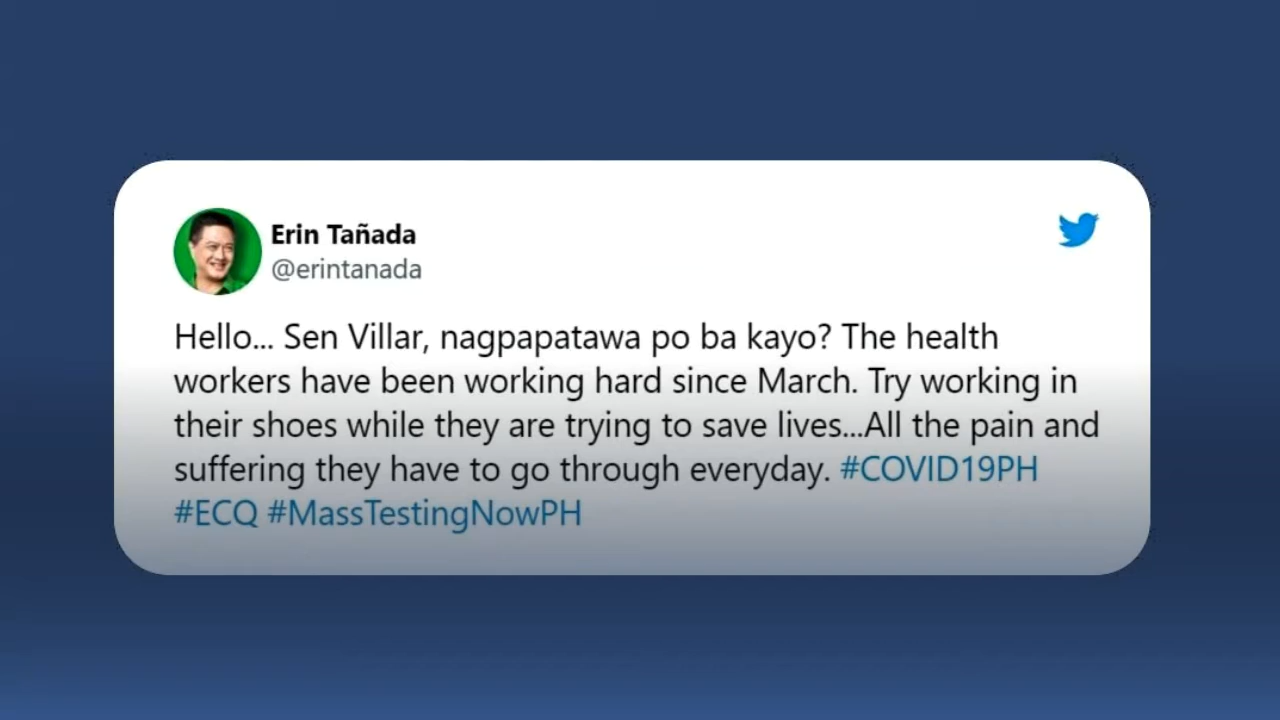 Erin Tañada
@erintanada
Hello... Sen Villar, nagpapatawa po ba kayo? The health
workers have been working hard since March. Try working in
their shoes while they are trying to save lives...All the pain and
suffering they have to go through everyday. #COVID19PH
#ECQ #MassTestingNowPH